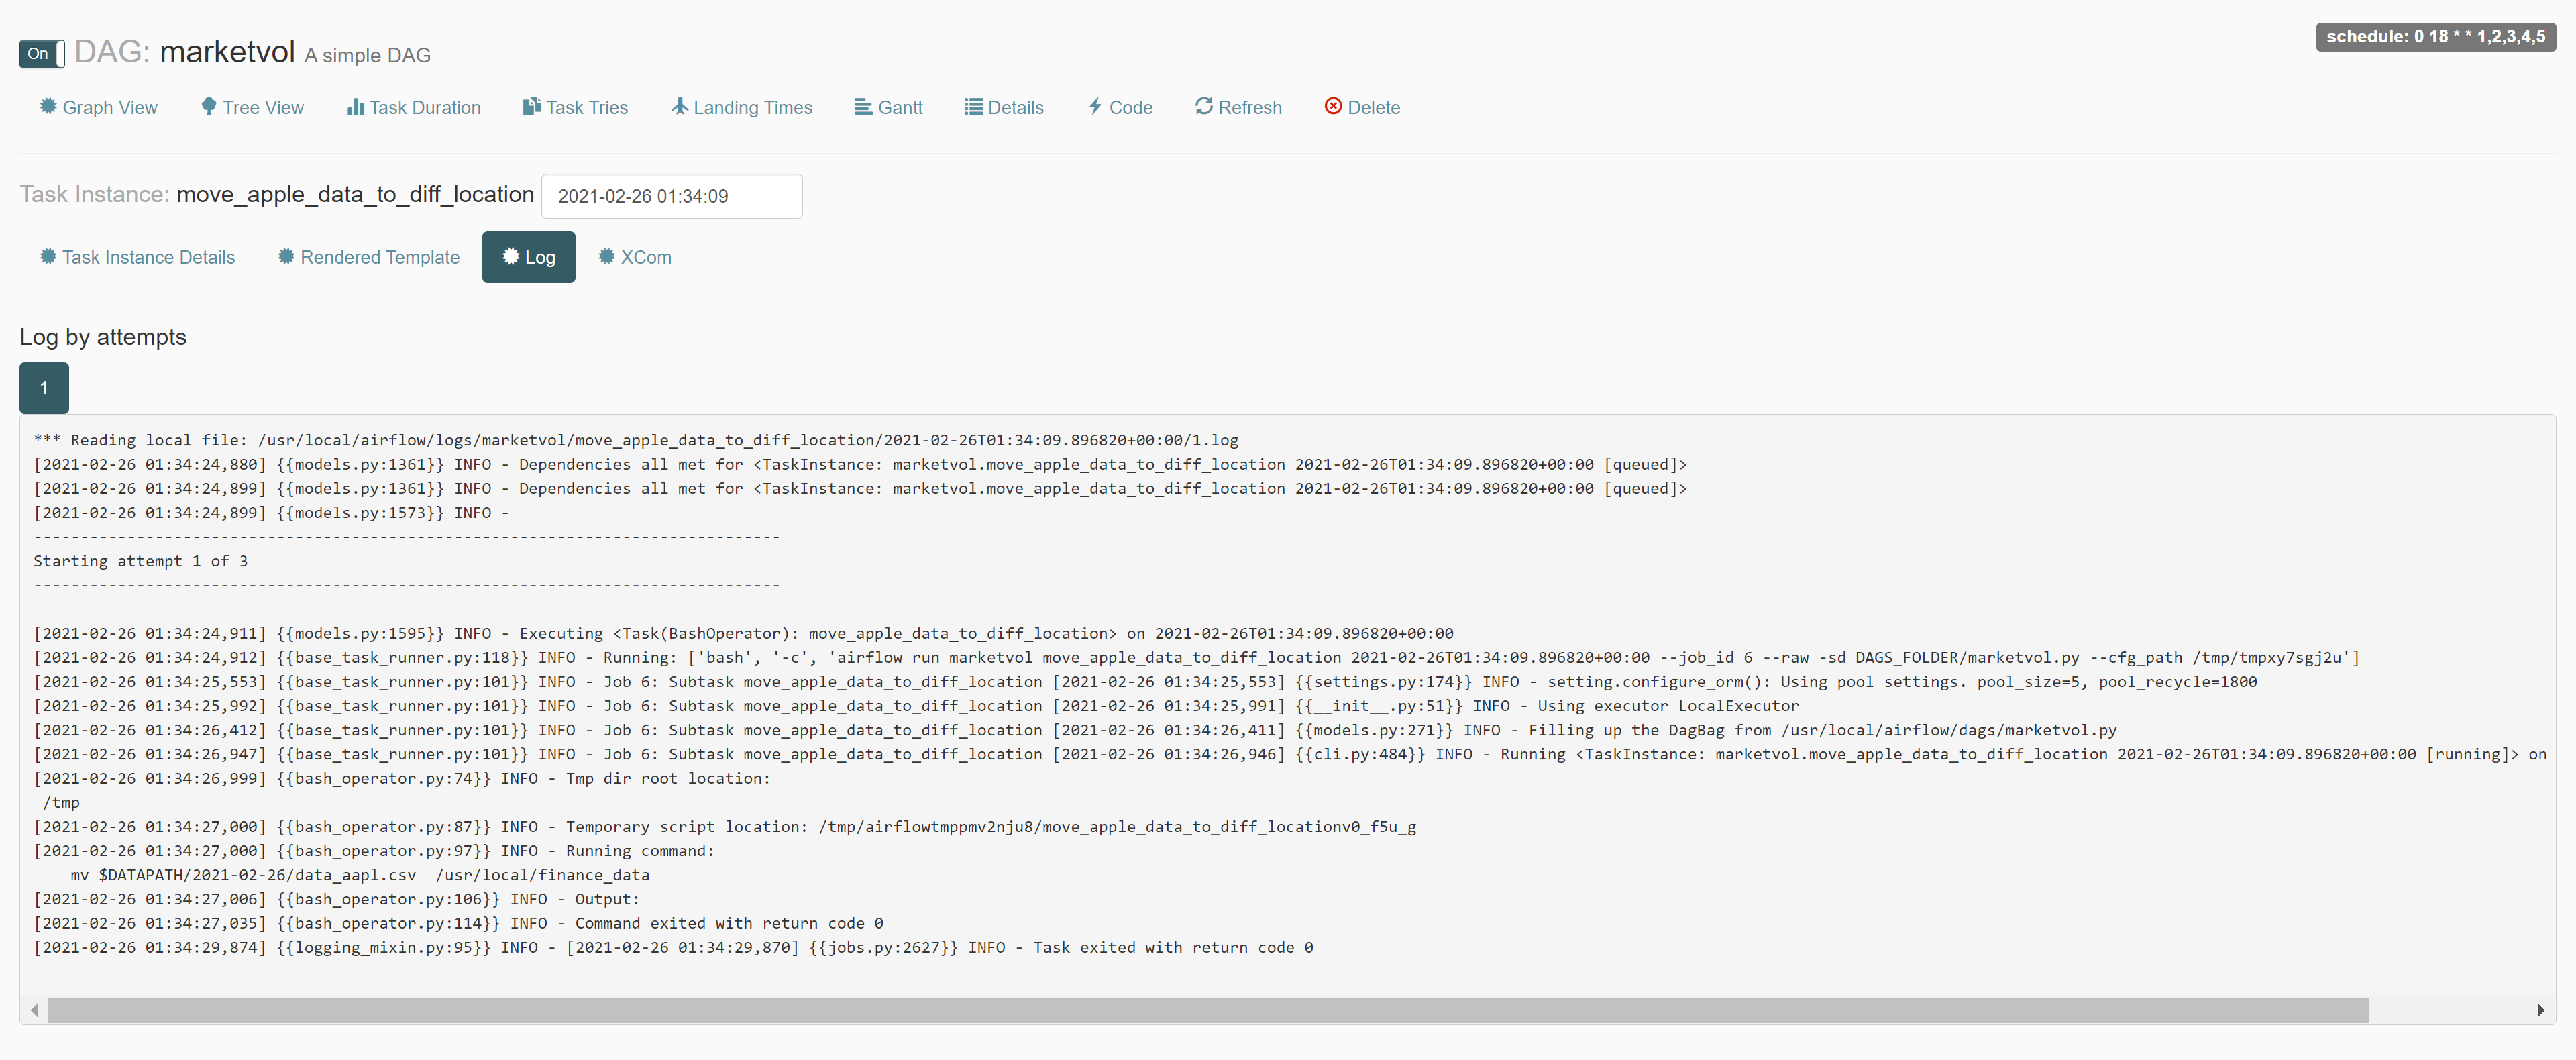 On DAG: marketvol A simple DAG schedule: 0 18 * * 1,2,3,4,5
Graph View Tree View Task Duration Task Tries Landing Times Gantt Details Code Refresh Delete
Task Instance: move_apple_data_to_diff_location 2021-02-26 01:34:09
Task Instance Details Rendered Template Log XCom
Log by attempts
1
*** Reading local file: /usr/local/airflow/logs/marketvol/move_apple_data_to_diff_location/2021-02-26T01:34:09.896820+00:00/1.log
[2021-02-26 01:34:24,880] {{models.py:1361}} INFO - Dependencies all met for <TaskInstance: marketvol.move_apple_data_to_diff_location 2021-02-26T01:34:09.896820+00:00 [queued]>
[2021-02-26 01:34:24,899] {{models.py:1361}} INFO - Dependencies all met for <TaskInstance: marketvol.move_apple_data_to_diff_location 2021-02-26T01:34:09.896820+00:00 [queued]>
[2021-02-26 01:34:24,899] {{models.py:1573}} INFO -
--------------------------------------------------------------------------------
Starting attempt 1 of 3
--------------------------------------------------------------------------------
[2021-02-26 01:34:24,911] {{models.py:1595}} INFO - Executing <Task(BashOperator): move_apple_data_to_diff_location> on 2021-02-26T01:34:09.896820+00:00
[2021-02-26 01:34:24,912] {{base_task_runner.py:118}} INFO - Running: ['bash', '-c', 'airflow run marketvol move_apple_data_to_diff_location 2021-02-26T01:34:09.896820+00:00 --job_id 6 --raw -sd DAGS_FOLDER/marketvol.py --cfg_path /tmp/tmpxy7sgj2u']
[2021-02-26 01:34:25,553] {{base_task_runner.py:101}} INFO - Job 6: Subtask move_apple_data_to_diff_location [2021-02-26 01:34:25,553] {{settings.py:174}} INFO - setting.configure_orm(): Using pool settings. pool_size=5, pool_recycle=1800
[2021-02-26 01:34:25,992] {{base_task_runner.py:101}} INFO - Job 6: Subtask move_apple_data_to_diff_location [2021-02-26 01:34:25,991] {{__init__.py:51}} INFO - Using executor LocalExecutor
[2021-02-26 01:34:26,412] {{base_task_runner.py:101}} INFO - Job 6: Subtask move_apple_data_to_diff_location [2021-02-26 01:34:26,411] {{models.py:271}} INFO - Filling up the DagBag from /usr/local/airflow/dags/marketvol.py
[2021-02-26 01:34:26,947] {{base_task_runner.py:101}} INFO - Job 6: Subtask move_apple_data_to_diff_location [2021-02-26 01:34:26,946] {{cli.py:484}} INFO - Running <TaskInstance: marketvol.move_apple_data_to_diff_location 2021-02-26T01:34:09.896820+00:00 [running]> on
[2021-02-26 01:34:26,999] {{bash_operator.py:74}} INFO - Tmp dir root location:
/tmp
[2021-02-26 01:34:27,000] {{bash_operator.py:87}} INFO - Temporary script location: /tmp/airflowtmppmv2nju8/move_apple_data_to_diff_locationv0_f5u_g
[2021-02-26 01:34:27,000] {{bash_operator.py:97}} INFO - Running command:
mv $DATAPATH/2021-02-26/data_aapl.csv  /usr/local/finance_data
[2021-02-26 01:34:27,006] {{bash_operator.py:106}} INFO - Output:
[2021-02-26 01:34:27,035] {{bash_operator.py:114}} INFO - Command exited with return code 0
[2021-02-26 01:34:29,874] {{logging_mixin.py:95}} INFO - [2021-02-26 01:34:29,870] {{jobs.py:2627}} INFO - Task exited with return code 0